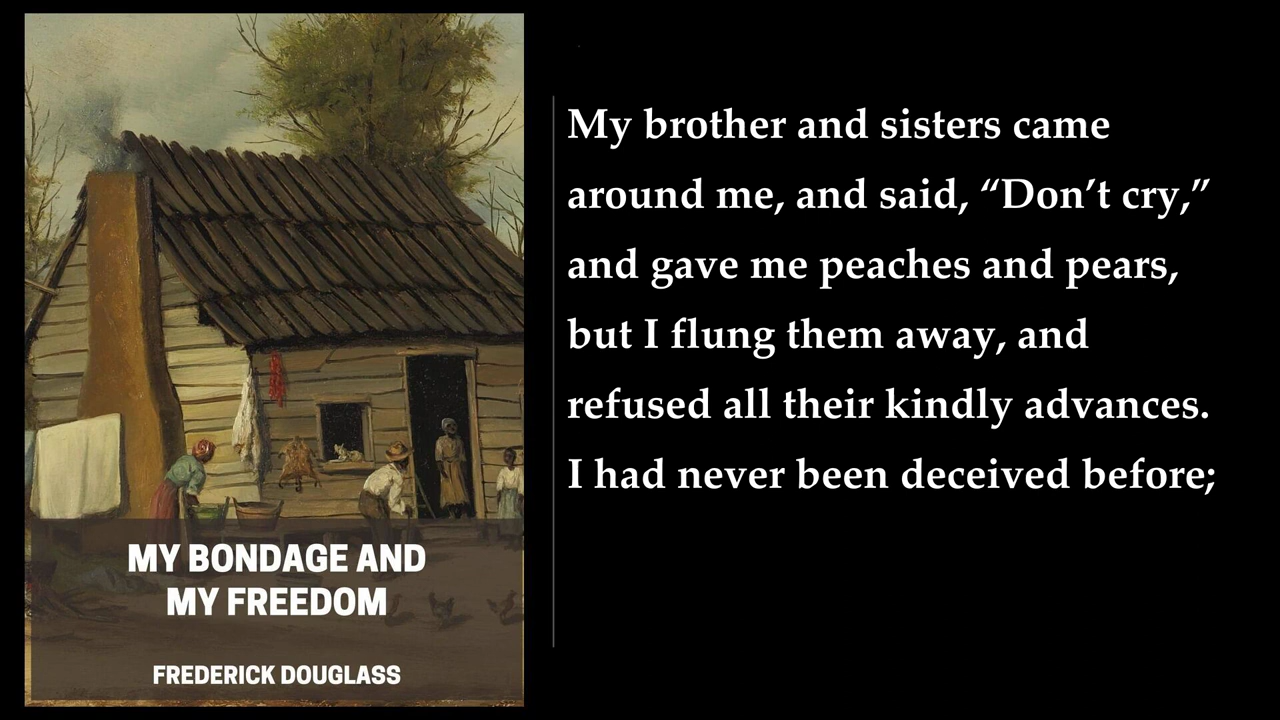 MY BONDAGE AND
MY FREEDOM
FREDERICK DOUGLASS
My brother and sisters came
around me, and said, “Don’t cry,”
and gave me peaches and pears,
but I flung them away, and
refused all their kindly advances.
I had never been deceived before;